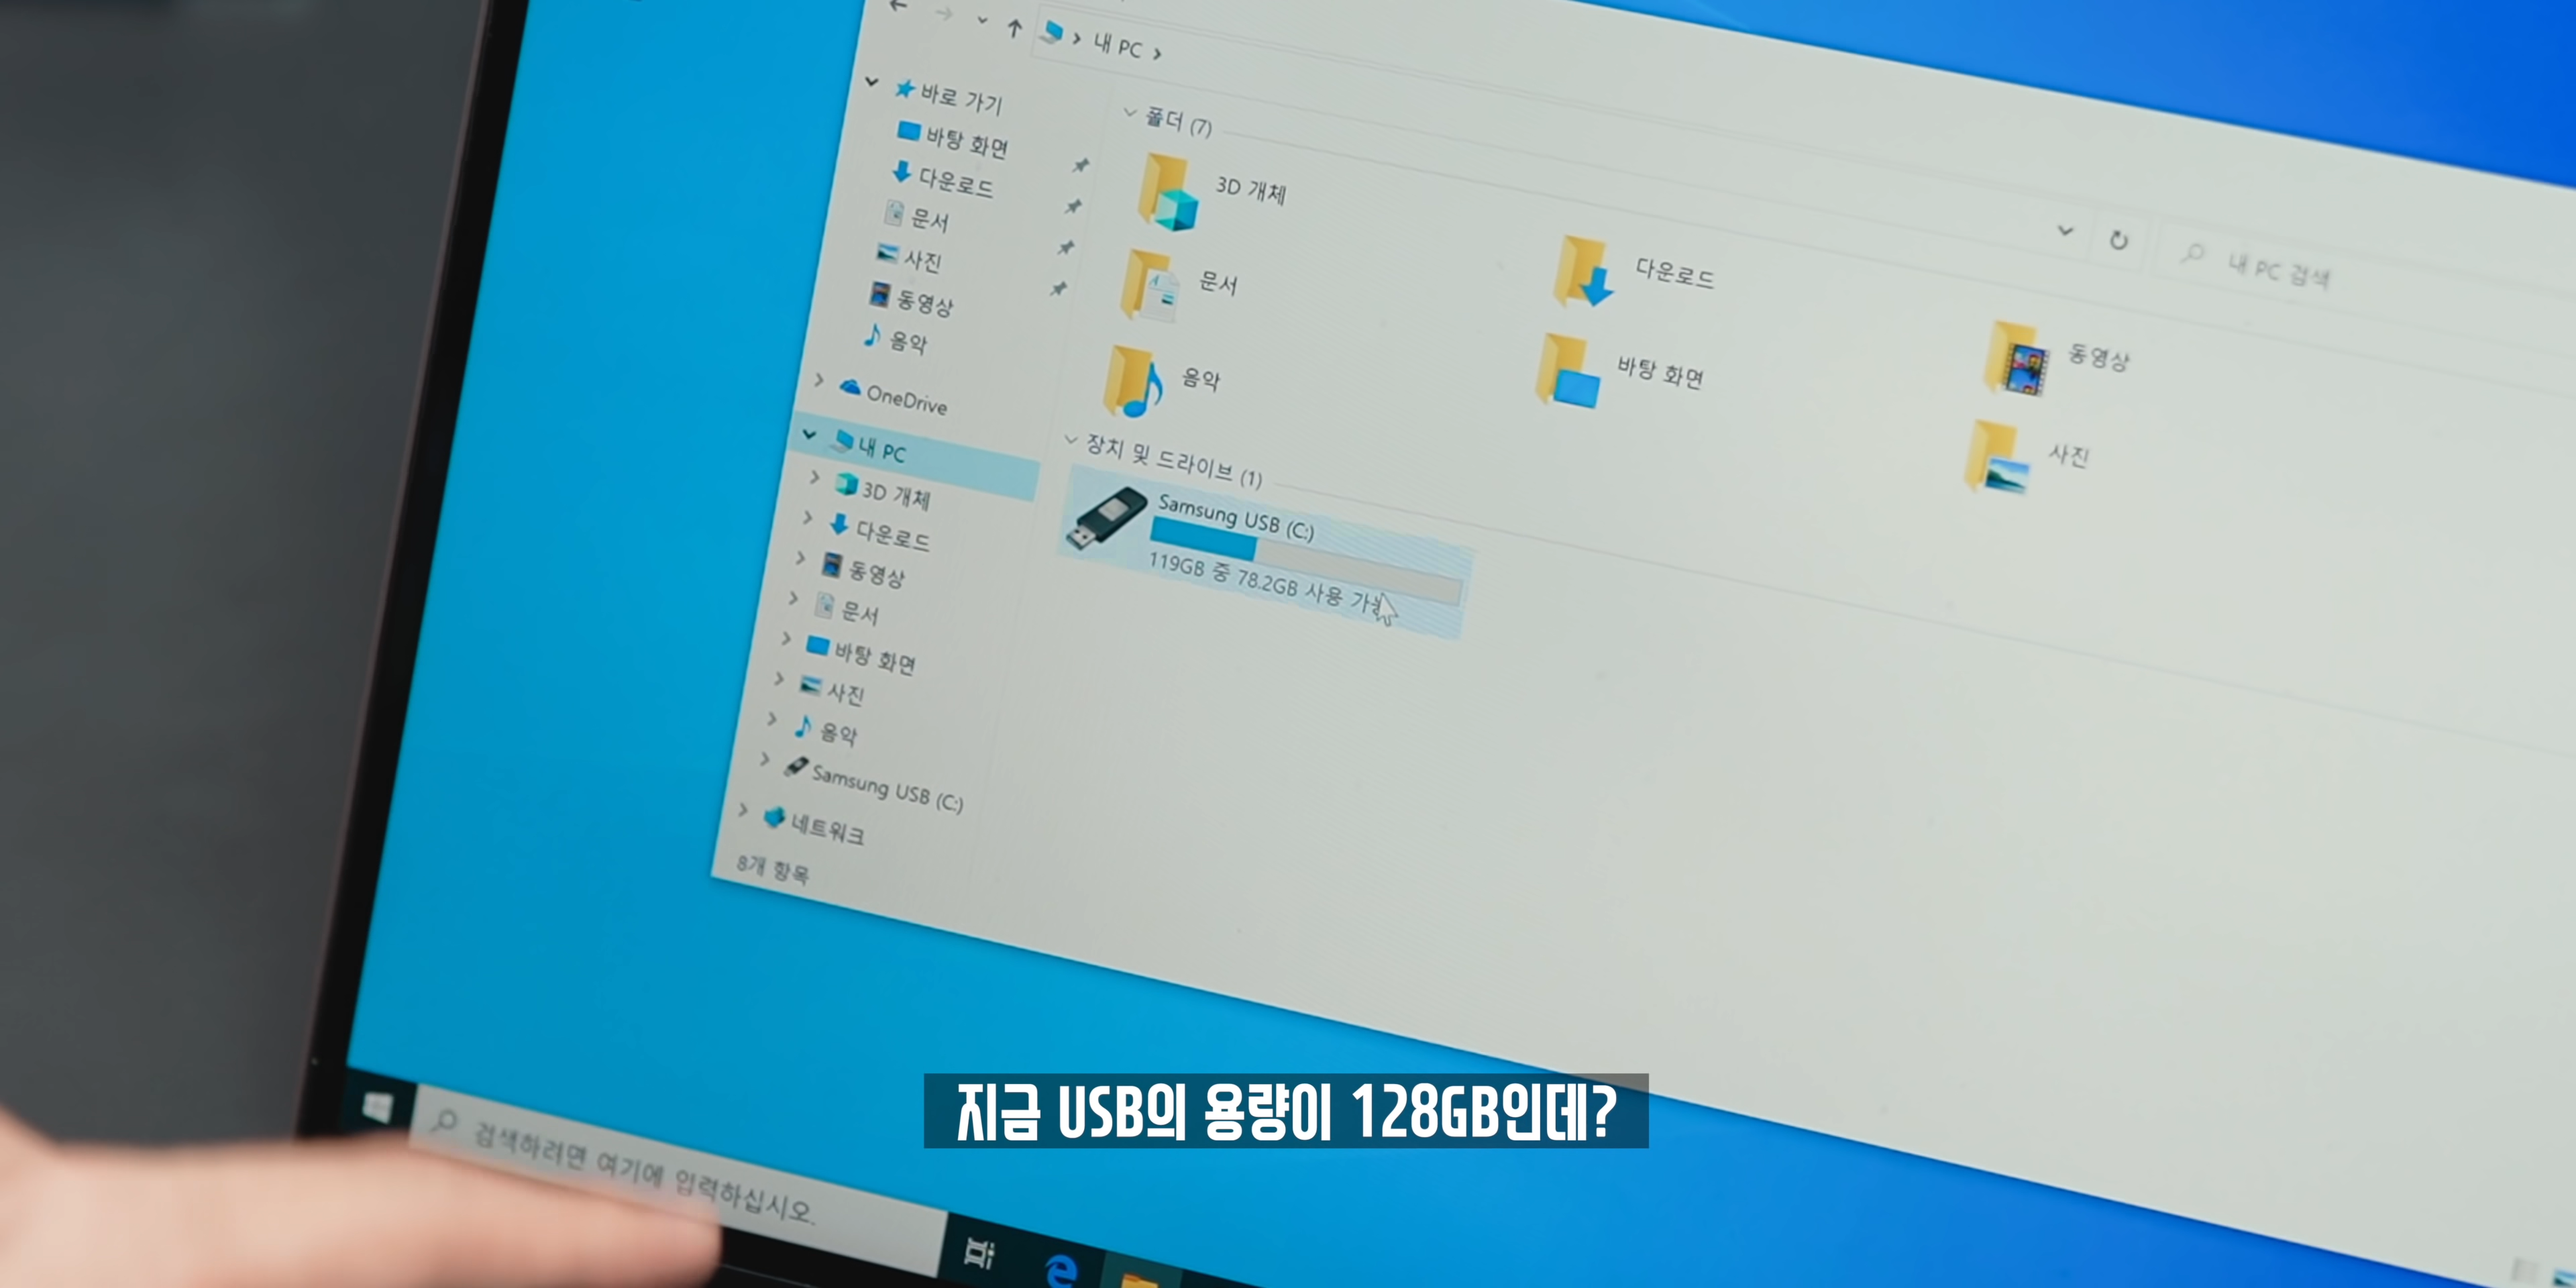 내 PC
내 PC 검색
바로 가기
바탕 화면
다운로드
문서
사진
동영상
음악
OneDrive
내 PC
3D 개체
다운로드
동영상
문서
바탕 화면
사진
음악
Samsung USB (C:)
네트워크
8개 항목
폴더 (7)
3D 개체
다운로드
동영상
문서
바탕 화면
사진
음악
장치 및 드라이브 (1)
Samsung USB (C:)
119GB 중 78.2GB 사용 가능
지금 USB의 용량이 128GB인데?
검색하려면 여기에 입력하십시오.